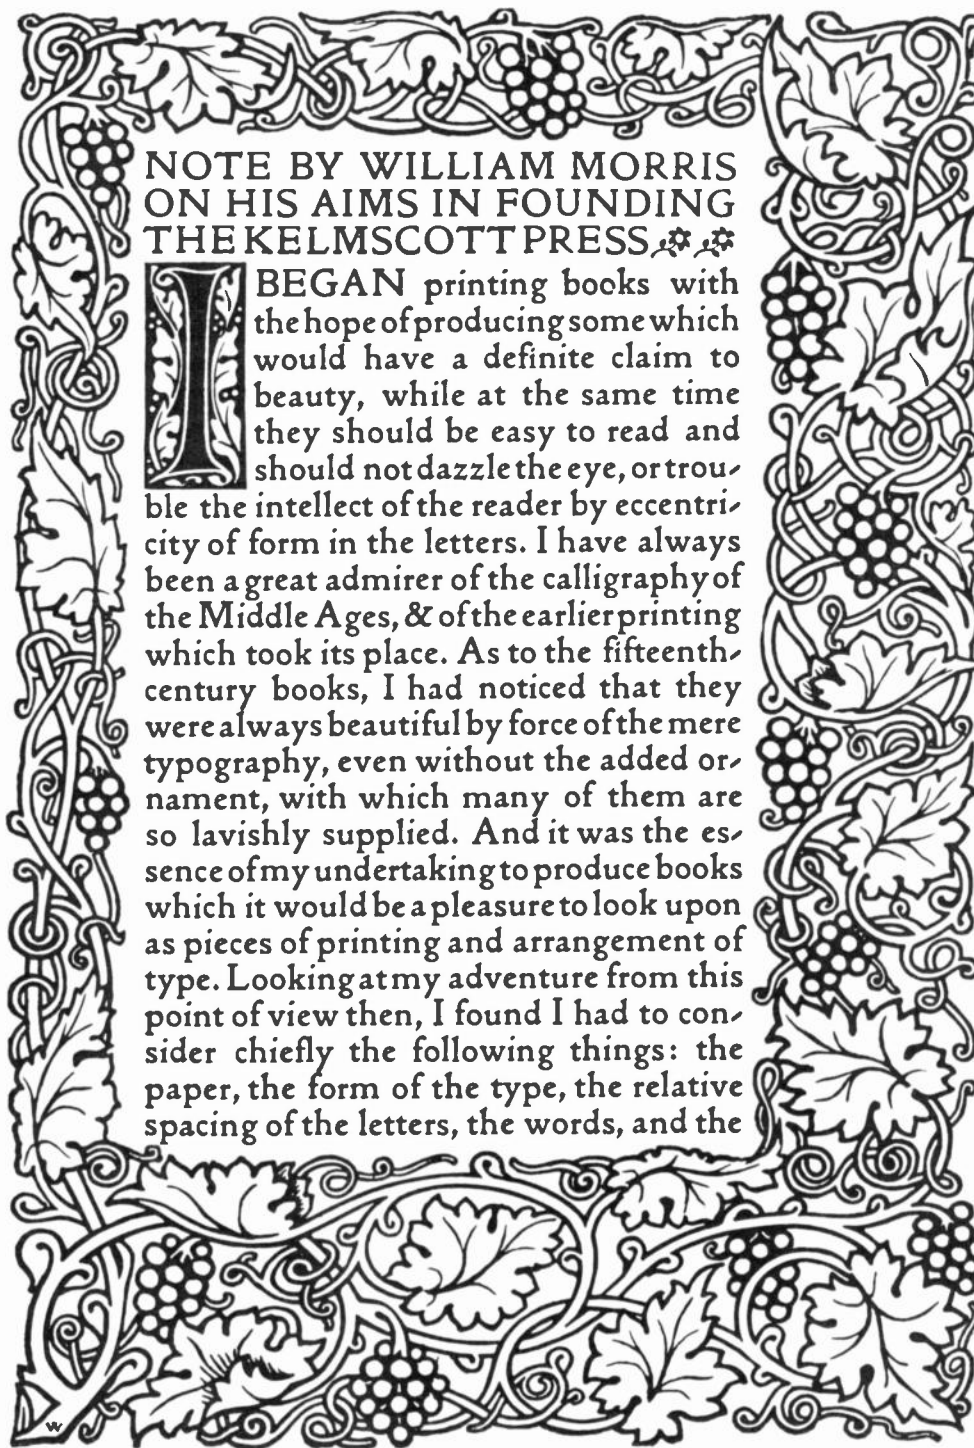 NOTE BY WILLIAM MORRIS
ON HIS AIMS IN FOUNDING
THE KELMSCOTT PRESS
I BEGAN printing books with
the hope of producing some which
would have a definite claim to
beauty, while at the same time
they should be easy to read and
should not dazzle the eye, or trou-
ble the intellect of the reader by eccentri-
city of form in the letters. I have always
been a great admirer of the calligraphy of
the Middle Ages, & of the earlier printing
which took its place. As to the fifteenth-
century books, I had noticed that they
were always beautiful by force of the mere
typography, even without the added or-
nament, with which many of them are
so lavishly supplied. And it was the es-
sence of my undertaking to produce books
which it would be a pleasure to look upon
as pieces of printing and arrangement of
type. Looking at my adventure from this
point of view then, I found I had to con-
sider chiefly the following things: the
paper, the form of the type, the relative
spacing of the letters, the words, and the